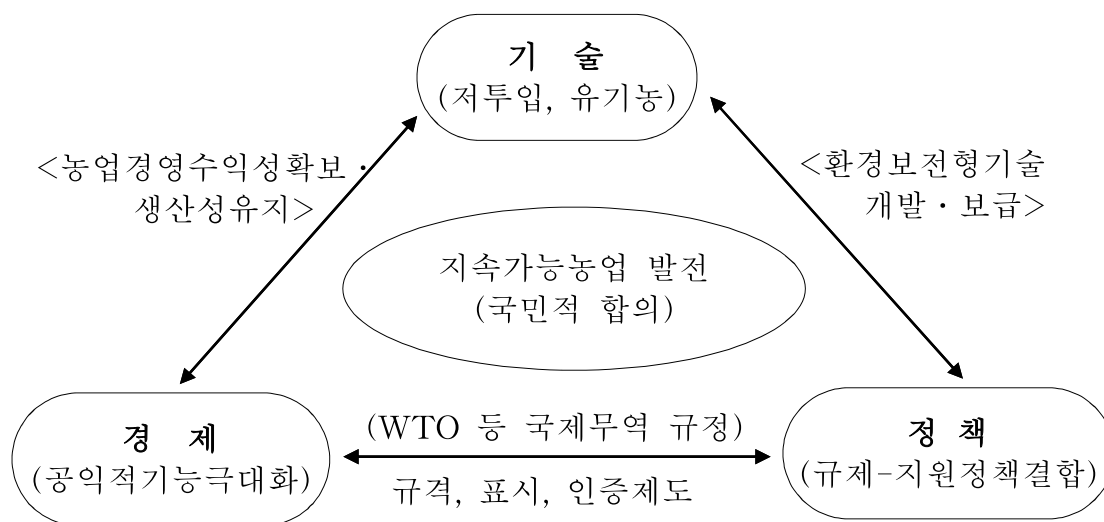 기 술
(저투입, 유기농)
<농업경영수익성확보·
생산성유지>
<환경보전형기술
개발·보급>
지속가능농업 발전
(국민적 합의)
경 제
(공익적기능극대화)
(WTO 등 국제무역 규정)
규격, 표시, 인증제도
정 책
(규제-지원정책결합)